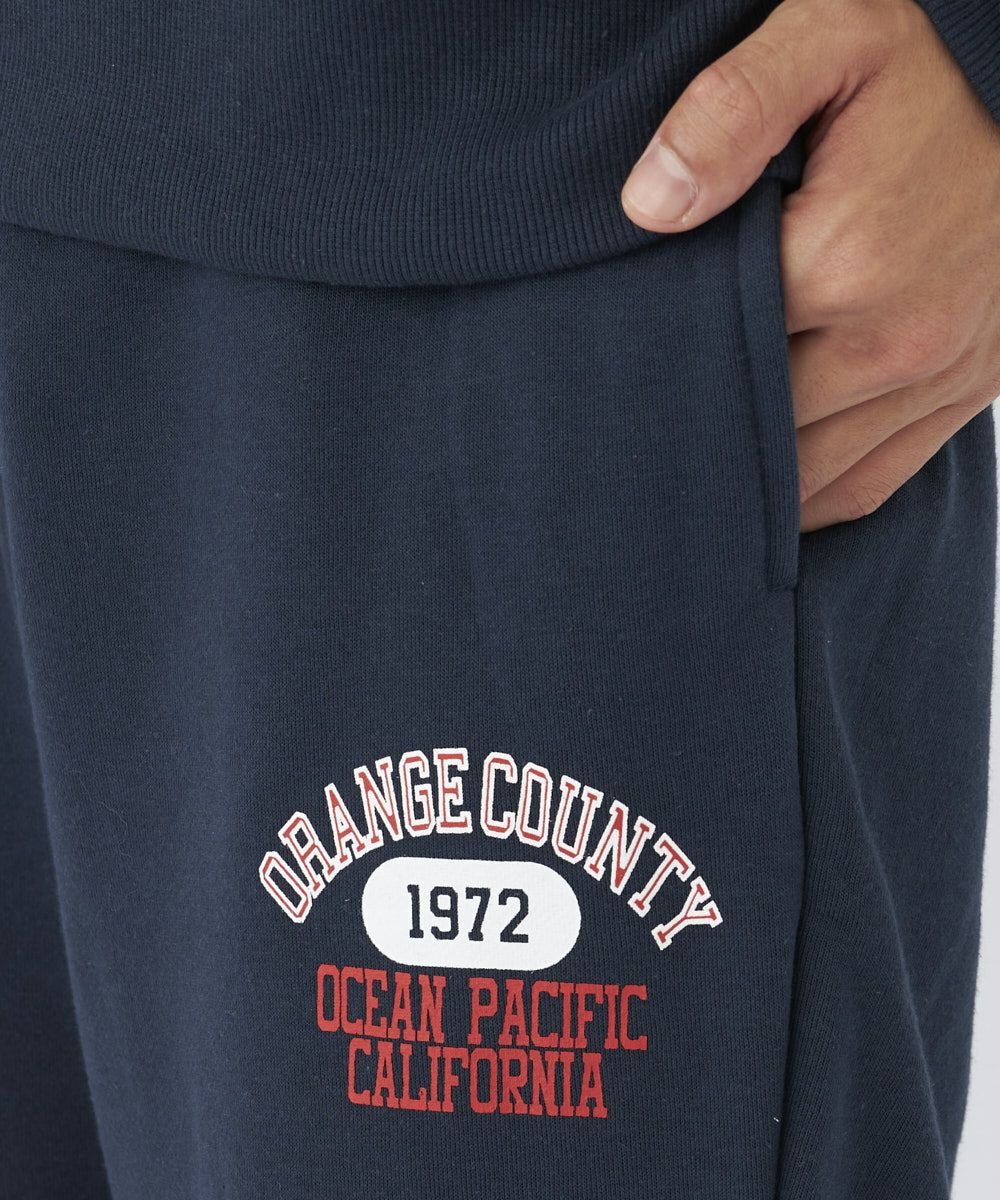 ORANGE COUNTY
1972
OCEAN PACIFIC
CALIFORNIA